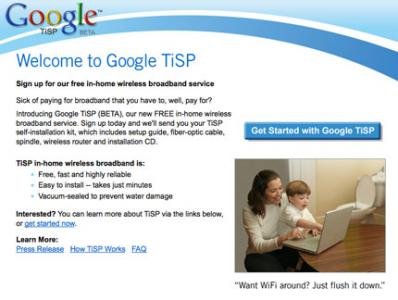 Google™
TiSP BETA
Welcome to Google TiSP
Sign up for our free in-home wireless broadband service
Sick of paying for broadband that you have to, well, pay for?
Introducing Google TiSP (BETA), our new FREE in-home wireless
broadband service. Sign up today and we'll send you your TiSP
self-installation kit, which includes setup guide, fiber-optic cable,
spindle, wireless router and installation CD.
Get Started with Google TiSP
TiSP in-home wireless broadband is:
Free, fast and highly reliable
Easy to install -- takes just minutes
Vacuum-sealed to prevent water damage
Interested? You can learn more about TiSP via the links below,
or get started now.
Learn More:
Press Release How TiSP Works FAQ
"Want WiFi around? Just flush it down."